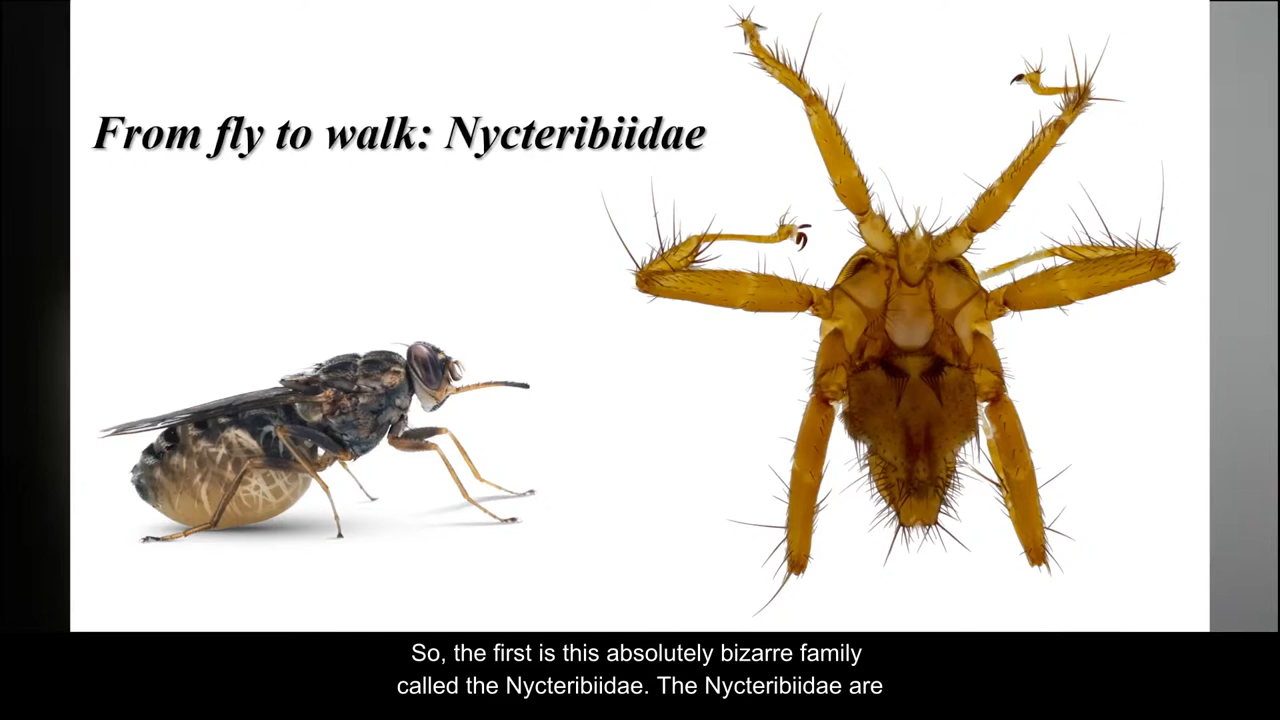 From fly to walk: Nycteribiidae
So, the first is this absolutely bizarre family
called the Nycteribiidae. The Nycteribiidae are